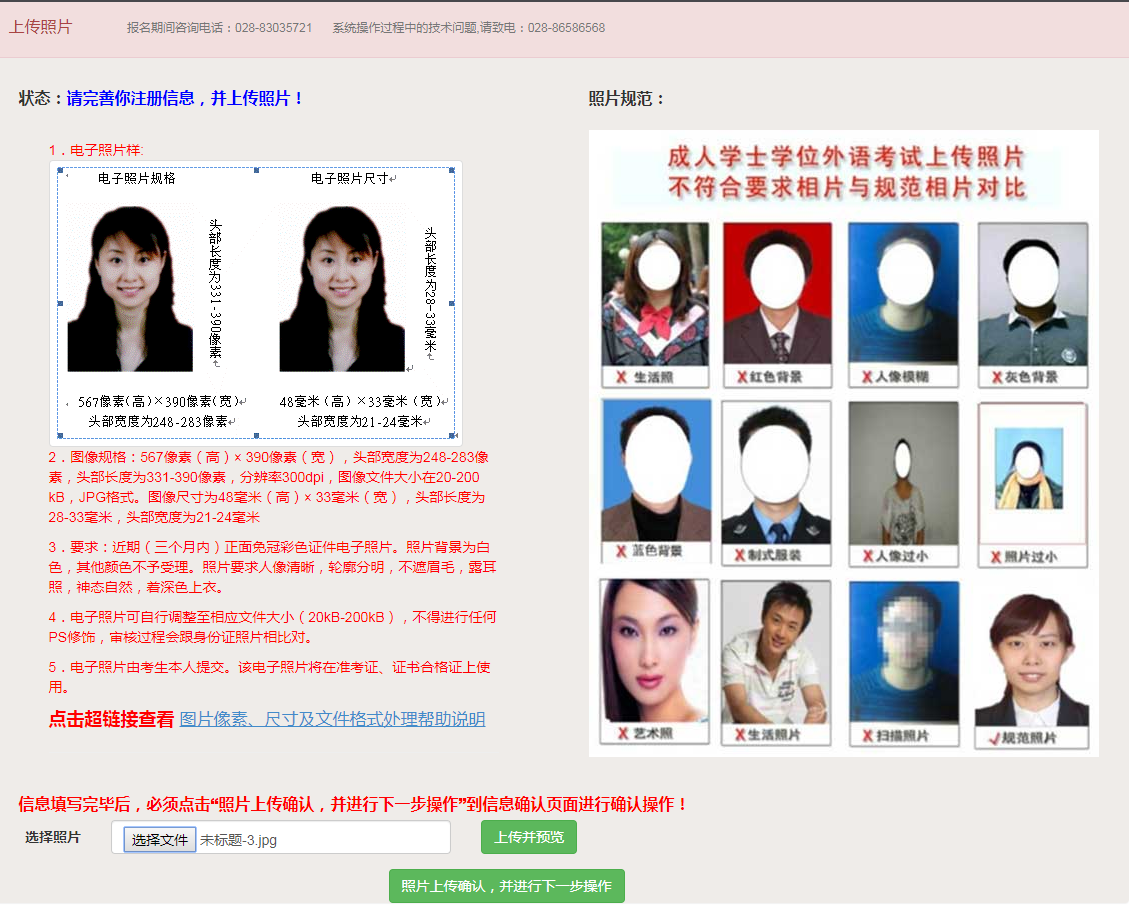 上传照片
报名期间咨询电话：028-83035721 系统操作过程中的技术问题,请致电：028-86586568
状态：请完善你注册信息，并上传照片！
1．电子照片样:
电子照片规格
电子照片尺寸
头部长度为331-390像素
头部长度为28-33毫米
567像素(高)×390像素(宽)
头部宽度为248-283像素
48毫米（高）×33毫米（宽）
头部宽度为21-24毫米
2．图像规格：567像素（高）× 390像素（宽），头部宽度为248-283像
素，头部长度为331-390像素，分辨率300dpi，图像文件大小在20-200
kB，JPG格式。图像尺寸为48毫米（高）× 33毫米（宽），头部长度为
28-33毫米，头部宽度为21-24毫米
3．要求：近期（三个月内）正面免冠彩色证件电子照片。照片背景为白
色，其他颜色不予受理。照片要求人像清晰，轮廓分明，不遮眉毛，露耳
照，神态自然，着深色上衣。
4．电子照片可自行调整至相应文件大小（20kB-200kB），不得进行任何
PS修饰，审核过程会跟身份证照片相比对。
5．电子照片由考生本人提交。该电子照片将在准考证、证书合格证上使
用。
点击超链接查看 图片像素、尺寸及文件格式处理帮助说明
照片规范：
成人学士学位外语考试上传照片
不符合要求相片与规范相片对比
✗ 生活照
✗ 红色背景
✗ 人像模糊
✗ 灰色背景
✗ 蓝色背景
✗ 制式服装
✗ 人像过小
✗ 照片过小
✗ 艺术照
✗ 生活照片
✗ 扫描照片
✓ 规范照片
信息填写完毕后，必须点击“照片上传确认，并进行下一步操作”到信息确认页面进行确认操作！
选择照片 选择文件 未标题-3.jpg 上传并预览
照片上传确认，并进行下一步操作